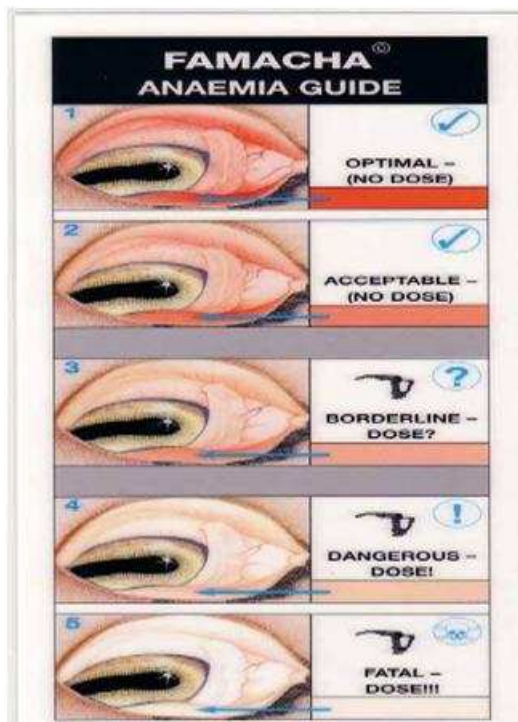 FAMACHA©
ANAEMIA GUIDE
1
OPTIMAL –
(NO DOSE)
2
ACCEPTABLE –
(NO DOSE)
3
?
BORDERLINE –
DOSE?
4
!
DANGEROUS –
DOSE!
5
FATAL –
DOSE!!!